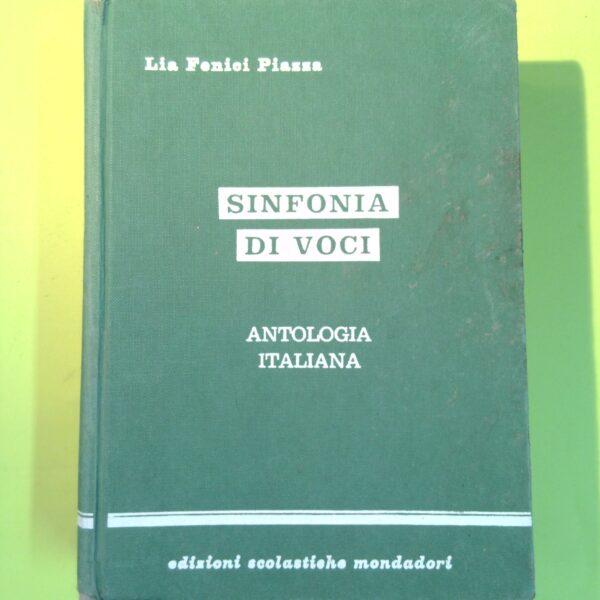 Lia Fenici Piazza
SINFONIA
DI VOCI
ANTOLOGIA
ITALIANA
edizioni scolastiche mondadori